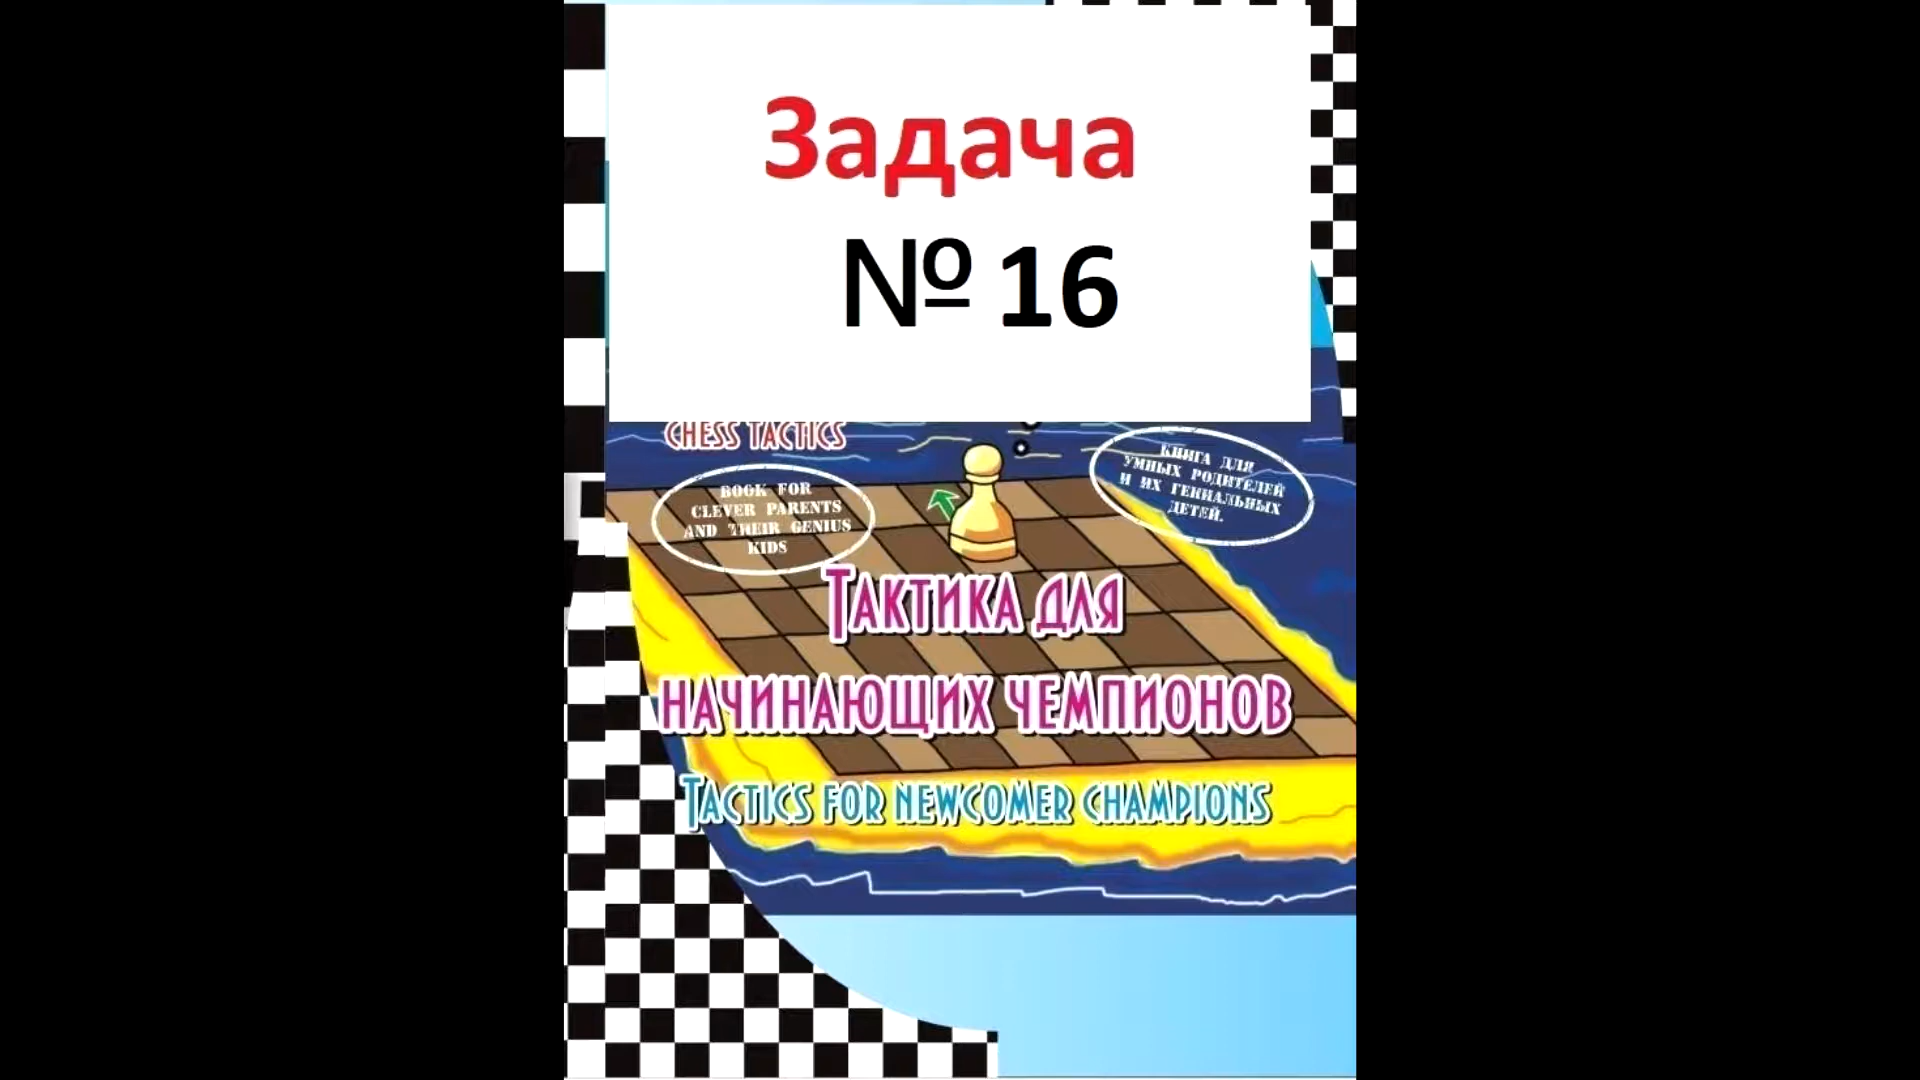 Задача
№ 16
CHESS TACTICS
BOOK FOR
CLEVER PARENTS
AND THEIR GENIUS
KIDS
КНИГА ДЛЯ
УМНЫХ РОДИТЕЛЕЙ
И ИХ ГЕНИАЛЬНЫХ
ДЕТЕЙ.
Тактика для
начинающих чемпионов
Tactics for newcomer champions